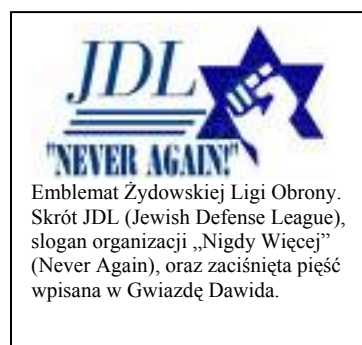 JDL
"NEVER AGAIN!"
Emblemat Żydowskiej Ligi Obrony.
Skrót JDL (Jewish Defense League),
slogan organizacji „Nigdy Więcej”
(Never Again), oraz zaciśnięta pięść
wpisana w Gwiazdę Dawida.